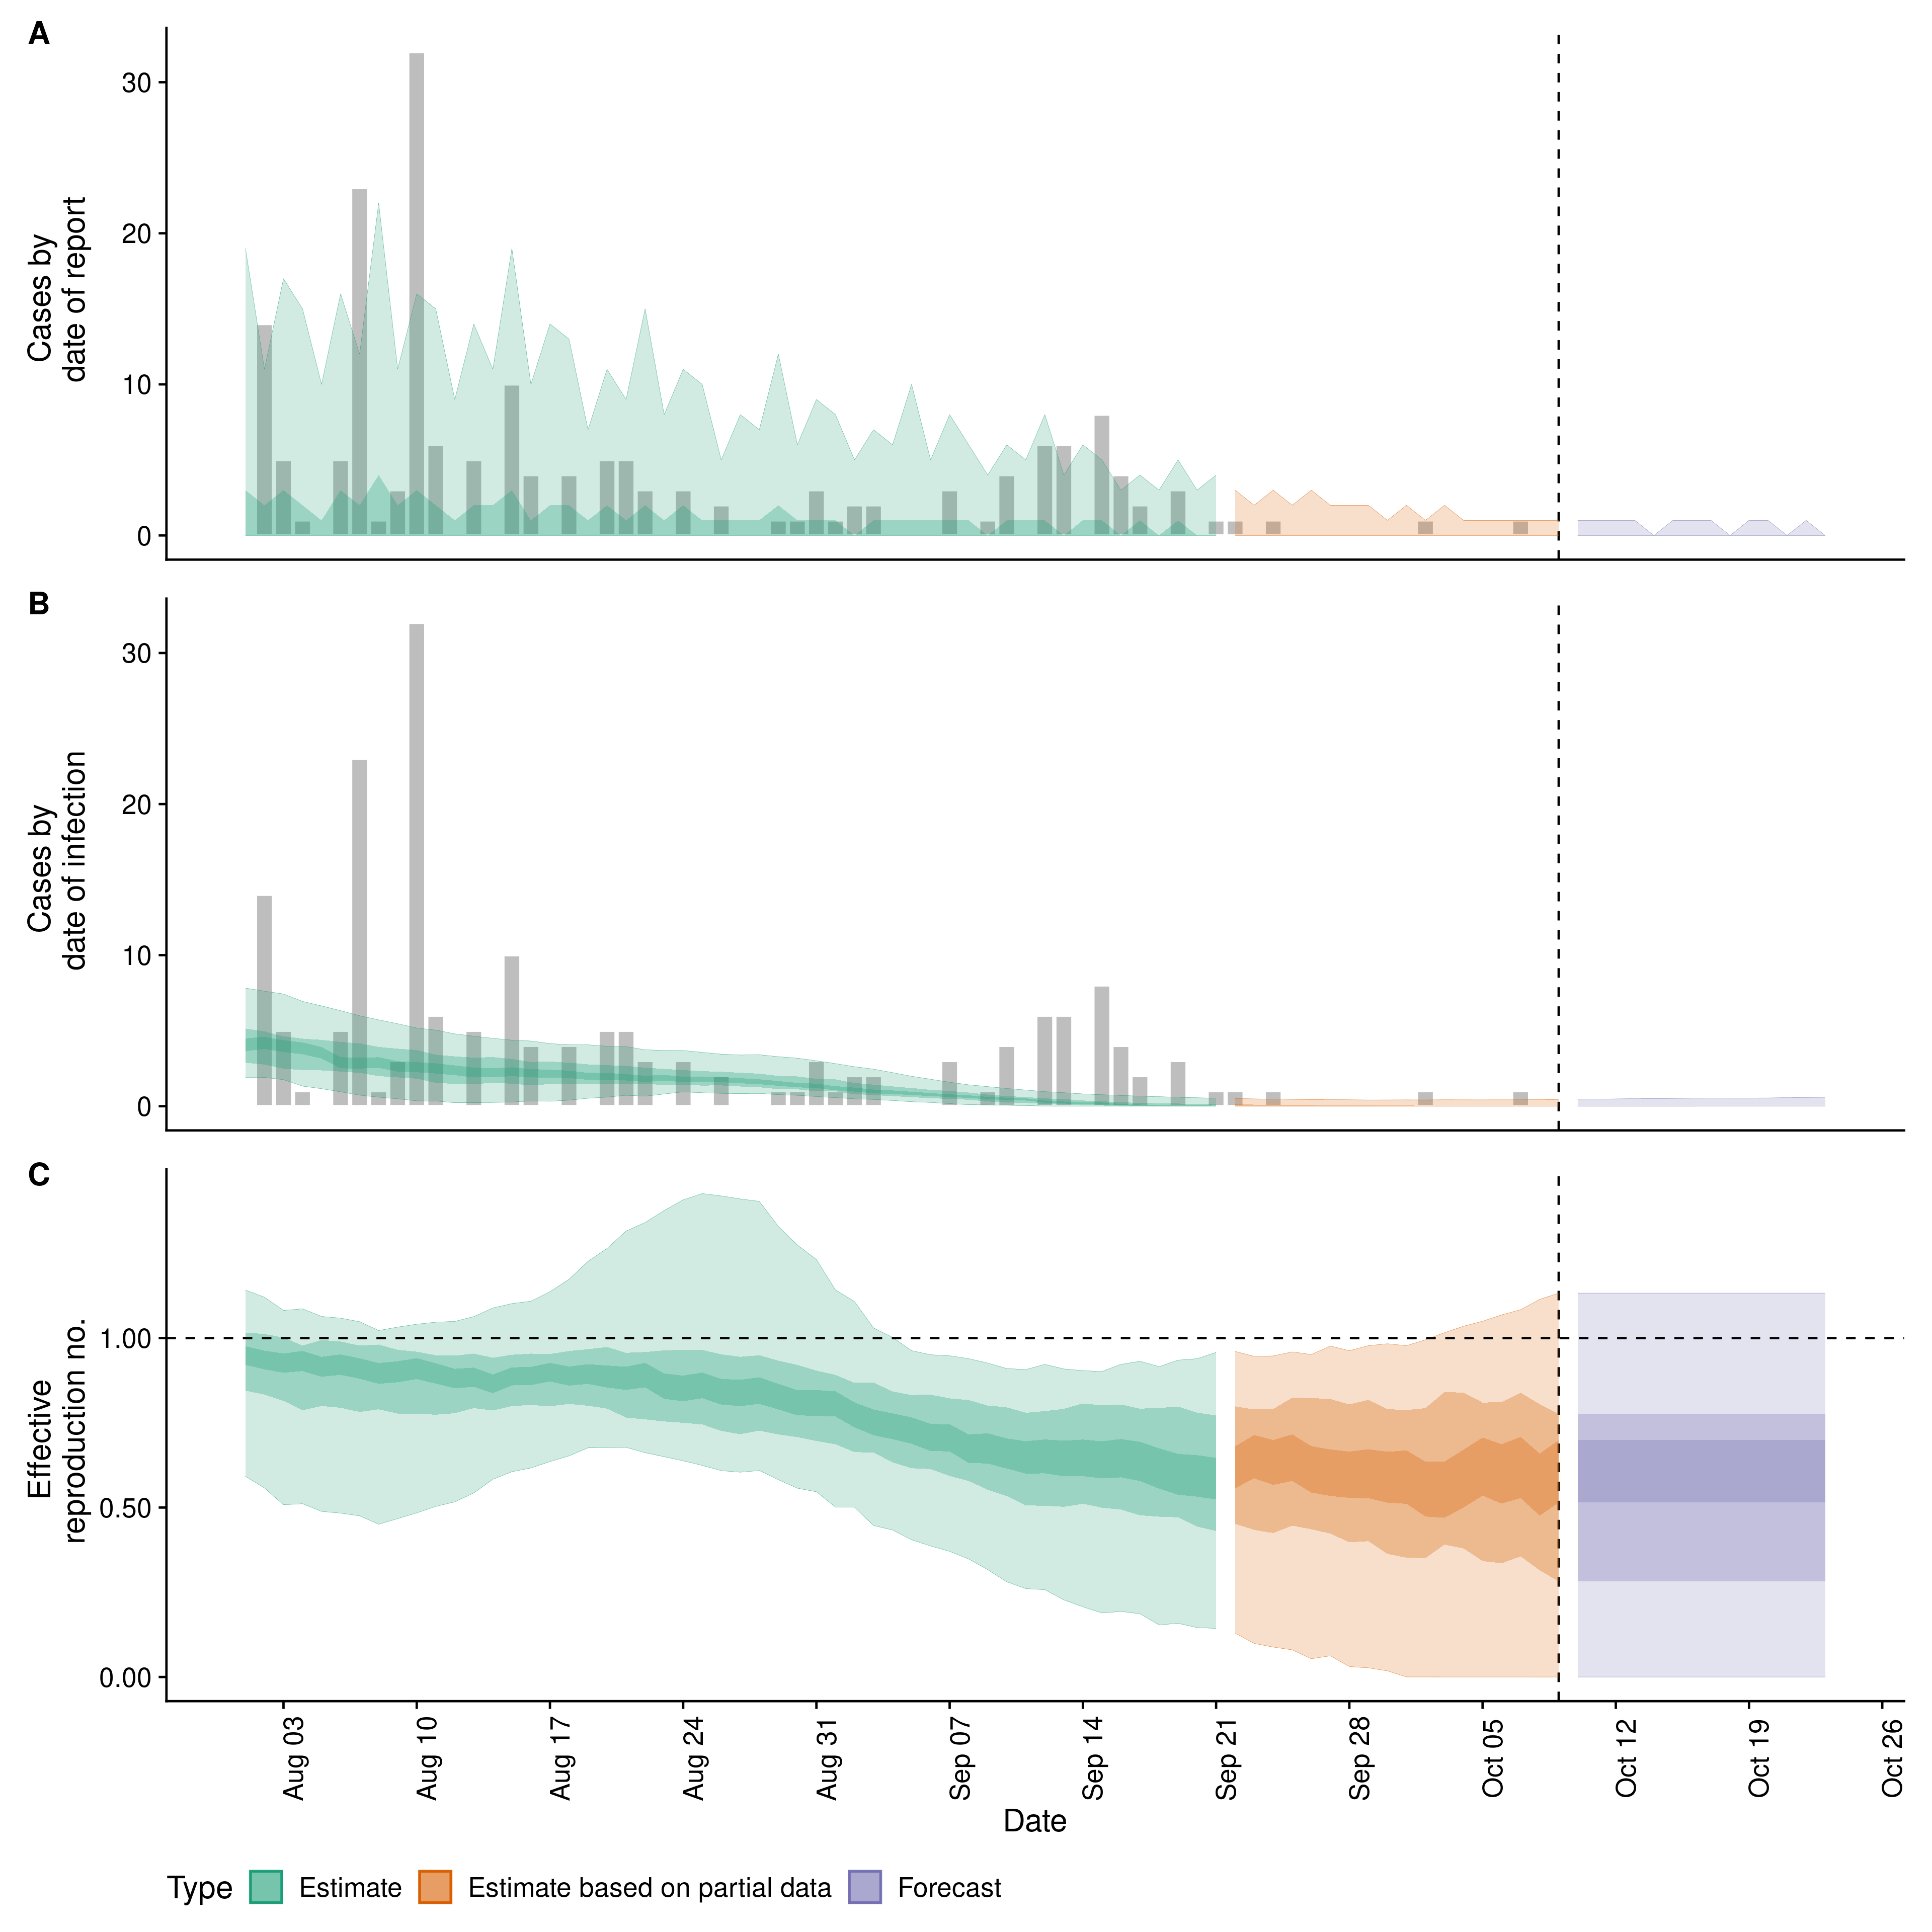 A
Cases by
date of report
30
20
10
0
B
Cases by
date of infection
30
20
10
0
C
Effective
reproduction no.
1.00
0.50
0.00
Aug 03
Aug 10
Aug 17
Aug 24
Aug 31
Sep 07
Sep 14
Sep 21
Sep 28
Oct 05
Oct 12
Oct 19
Oct 26
Date
Type Estimate Estimate based on partial data Forecast